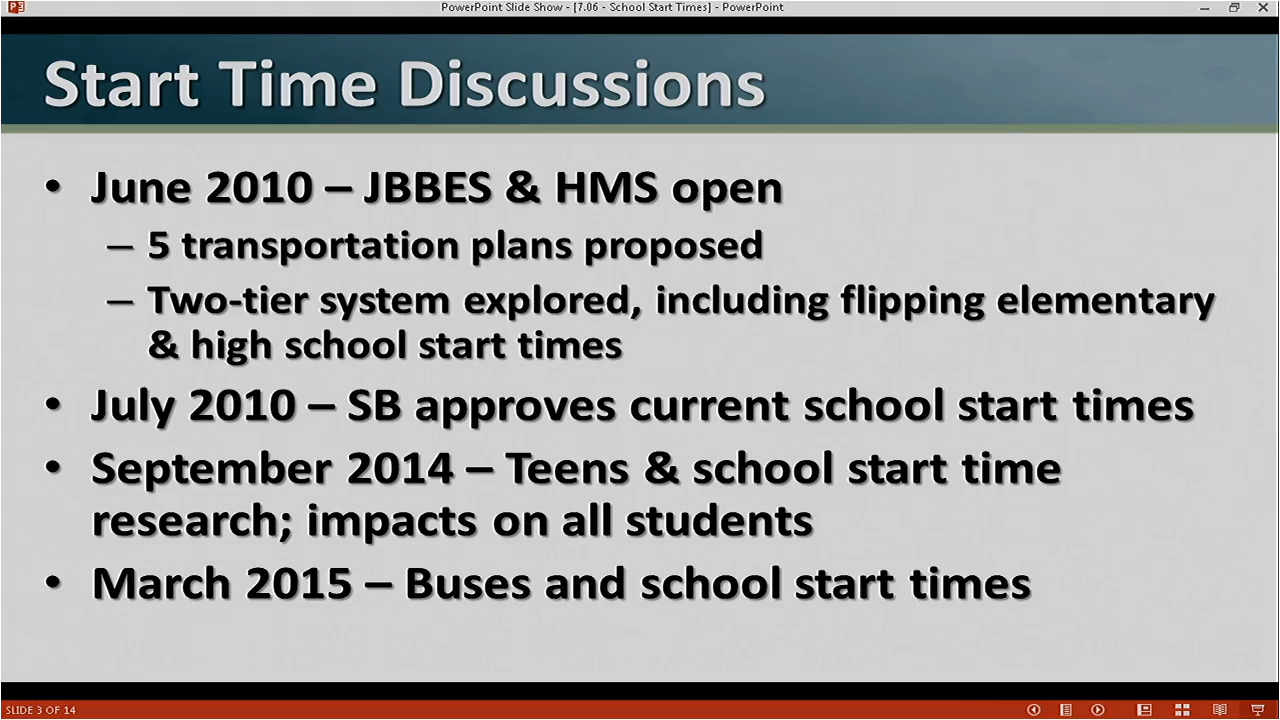 PowerPoint Slide Show - [7.06 - School Start Times] - PowerPoint
Start Time Discussions
• June 2010 – JBBES & HMS open
– 5 transportation plans proposed
– Two-tier system explored, including flipping elementary
& high school start times
• July 2010 – SB approves current school start times
• September 2014 – Teens & school start time
research; impacts on all students
• March 2015 – Buses and school start times
SLIDE 3 OF 14